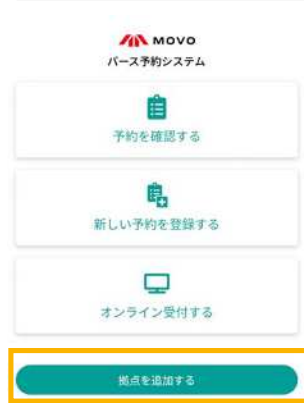 MOVO
バース予約システム
予約を確認する
新しい予約を登録する
オンライン受付する
拠点を追加する